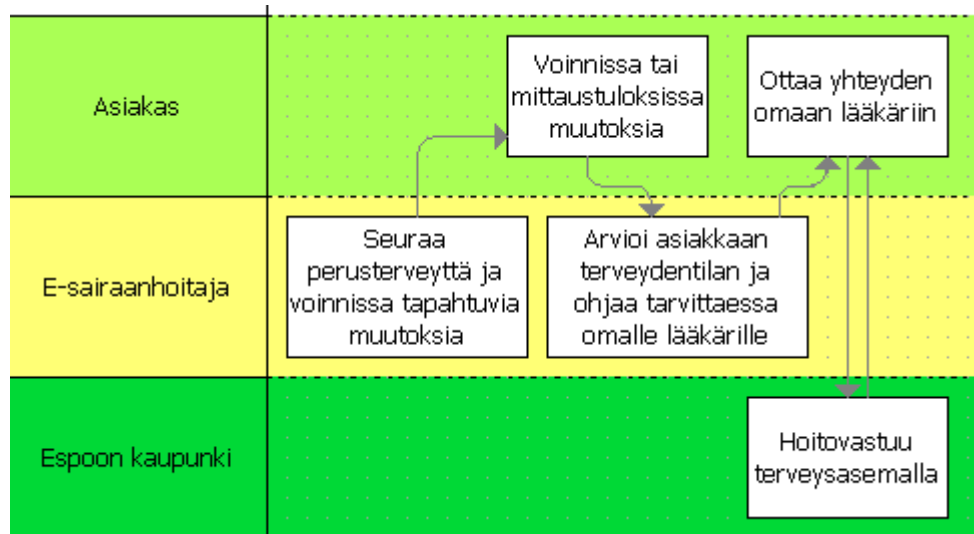 Asiakas
Voinnissa tai
mittaustuloksissa
muutoksia
Ottaa yhteyden
omaan lääkäriin
E-sairaanhoitaja
Seuraa
perusterveyttä ja
voinnissa tapahtuvia
muutoksia
Arvioi asiakkaan
terveydentilan ja
ohjaa tarvittaessa
omalle lääkärille
Espoon kaupunki
Hoitovastuu
terveysasemalla